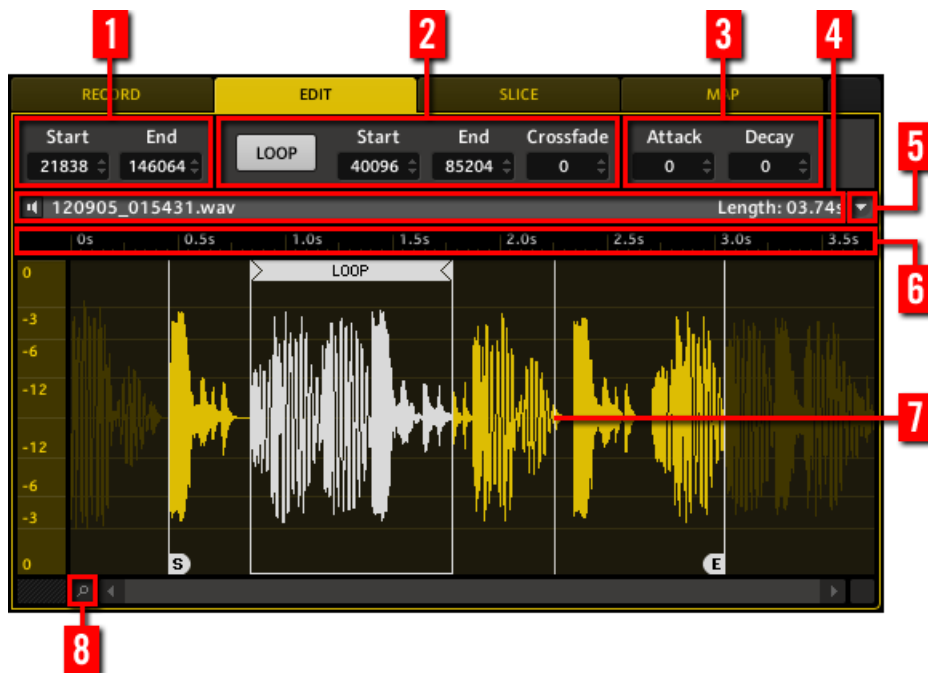 1 2 3 4
RECORD EDIT SLICE MAP
Start End LOOP Start End Crossfade Attack Decay
21838 146064 40096 85204 0 0 0
5
120905_015431.wav Length: 03.74s
0s 0.5s 1.0s 1.5s 2.0s 2.5s 3.0s 3.5s
6
0 LOOP
-3
-6
-12
7
-12
-6
-3
0 S E
8